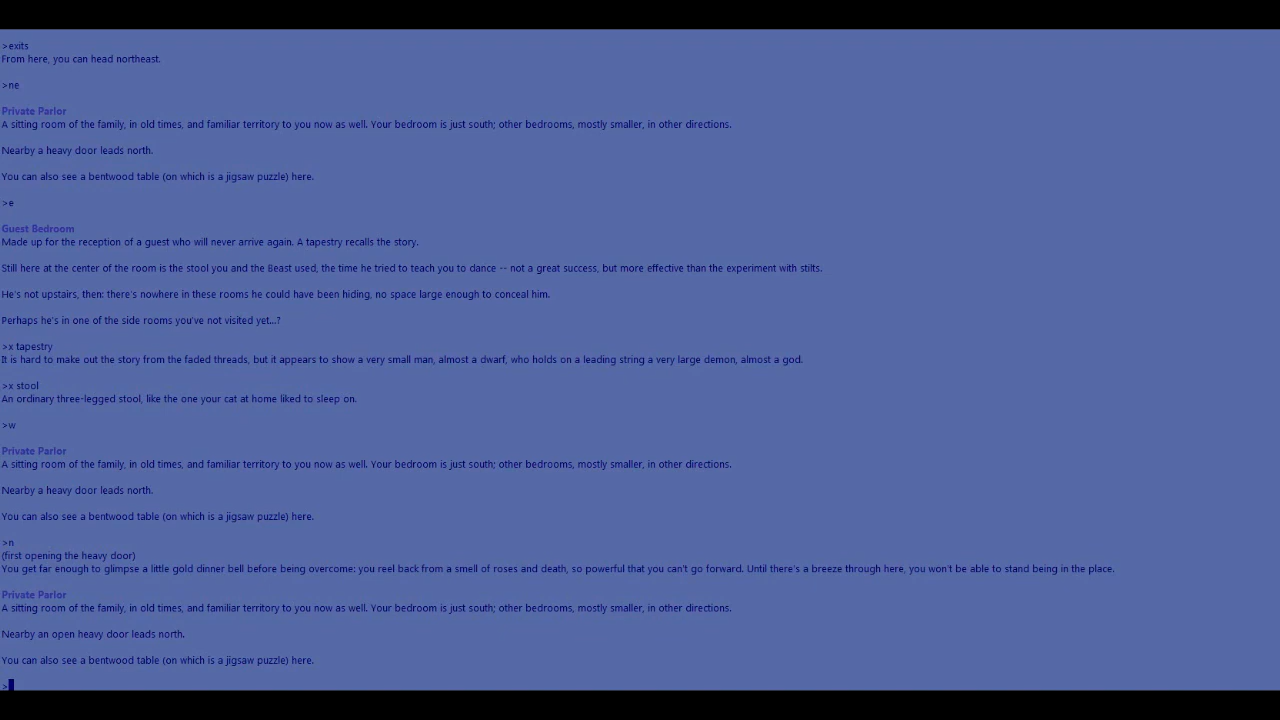 >exits
From here, you can head northeast.
>ne
Private Parlor
A sitting room of the family, in old times, and familiar territory to you now as well. Your bedroom is just south; other bedrooms, mostly smaller, in other directions.
Nearby a heavy door leads north.
You can also see a bentwood table (on which is a jigsaw puzzle) here.
>e
Guest Bedroom
Made up for the reception of a guest who will never arrive again. A tapestry recalls the story.
Still here at the center of the room is the stool you and the Beast used, the time he tried to teach you to dance -- not a great success, but more effective than the experiment with stilts.
He's not upstairs, then: there's nowhere in these rooms he could have been hiding, no space large enough to conceal him.
Perhaps he's in one of the side rooms you've not visited yet...?
>x tapestry
It is hard to make out the story from the faded threads, but it appears to show a very small man, almost a dwarf, who holds on a leading string a very large demon, almost a god.
>x stool
An ordinary three-legged stool, like the one your cat at home liked to sleep on.
>w
Private Parlor
A sitting room of the family, in old times, and familiar territory to you now as well. Your bedroom is just south; other bedrooms, mostly smaller, in other directions.
Nearby a heavy door leads north.
You can also see a bentwood table (on which is a jigsaw puzzle) here.
>n
(first opening the heavy door)
You get far enough to glimpse a little gold dinner bell before being overcome: you reel back from a smell of roses and death, so powerful that you can't go forward. Until there's a breeze through here, you won't be able to stand being in the place.
Private Parlor
A sitting room of the family, in old times, and familiar territory to you now as well. Your bedroom is just south; other bedrooms, mostly smaller, in other directions.
Nearby an open heavy door leads north.
You can also see a bentwood table (on which is a jigsaw puzzle) here.
>